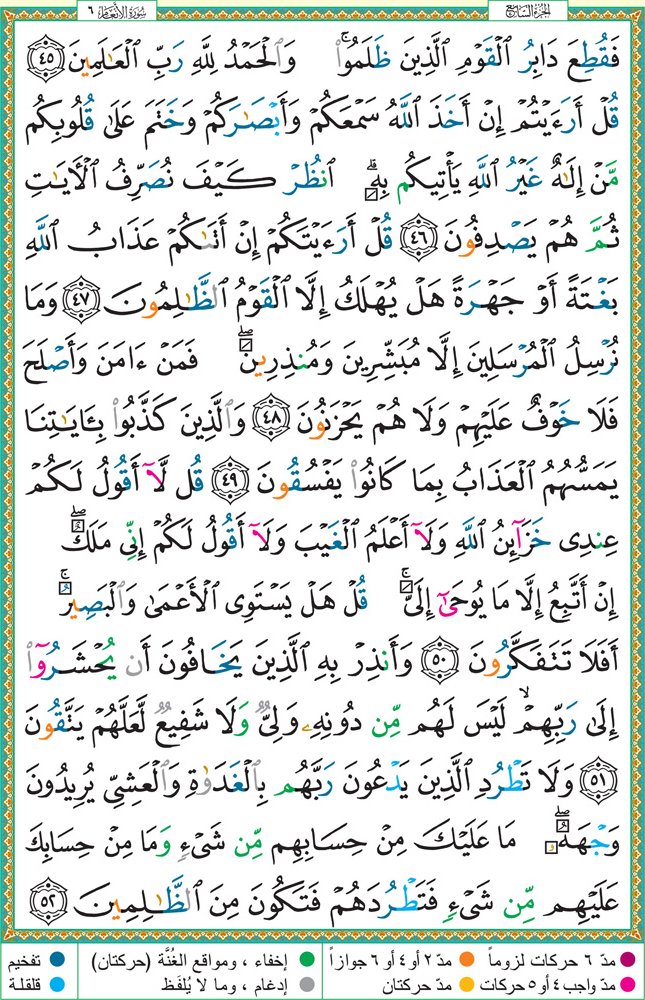 الجزء السابع
سورة الأنعام ٦
فَقُطِعَ دَابِرُ ٱلۡقَوۡمِ ٱلَّذِينَ ظَلَمُواْۚ وَٱلۡحَمۡدُ لِلَّهِ رَبِّ ٱلۡعَٰلَمِينَ ٤٥
قُلۡ أَرَءَيۡتُمۡ إِنۡ أَخَذَ ٱللَّهُ سَمۡعَكُمۡ وَأَبۡصَٰرَكُمۡ وَخَتَمَ عَلَىٰ قُلُوبِكُم
مَّنۡ إِلَٰهٌ غَيۡرُ ٱللَّهِ يَأۡتِيكُم بِهِۗ ٱنظُرۡ كَيۡفَ نُصَرِّفُ ٱلۡأٓيَٰتِ
ثُمَّ هُمۡ يَصۡدِفُونَ ٤٦ قُلۡ أَرَءَيۡتَكُمۡ إِنۡ أَتَىٰكُمۡ عَذَابُ ٱللَّهِ
بَغۡتَةً أَوۡ جَهۡرَةً هَلۡ يُهۡلَكُ إِلَّا ٱلۡقَوۡمُ ٱلظَّٰلِمُونَ ٤٧ وَمَا
نُرۡسِلُ ٱلۡمُرۡسَلِينَ إِلَّا مُبَشِّرِينَ وَمُنذِرِينَۖ فَمَنۡ ءَامَنَ وَأَصۡلَحَ
فَلَا خَوۡفٌ عَلَيۡهِمۡ وَلَا هُمۡ يَحۡزَنُونَ ٤٨ وَٱلَّذِينَ كَذَّبُواْ بِـَٔايَٰتِنَا
يَمَسُّهُمُ ٱلۡعَذَابُ بِمَا كَانُواْ يَفۡسُقُونَ ٤٩ قُل لَّآ أَقُولُ لَكُمۡ
عِندِي خَزَآئِنُ ٱللَّهِ وَلَآ أَعۡلَمُ ٱلۡغَيۡبَ وَلَآ أَقُولُ لَكُمۡ إِنِّي مَلَكٌۖ
إِنۡ أَتَّبِعُ إِلَّا مَا يُوحَىٰٓ إِلَيَّۚ قُلۡ هَلۡ يَسۡتَوِي ٱلۡأَعۡمَىٰ وَٱلۡبَصِيرُۚ
أَفَلَا تَتَفَكَّرُونَ ٥٠ وَأَنذِرۡ بِهِ ٱلَّذِينَ يَخَافُونَ أَن يُحۡشَرُوٓاْ
إِلَىٰ رَبِّهِمۡۙ لَيۡسَ لَهُم مِّن دُونِهِۦ وَلِيّٞ وَلَا شَفِيعٞ لَّعَلَّهُمۡ يَتَّقُونَ
٥١ وَلَا تَطۡرُدِ ٱلَّذِينَ يَدۡعُونَ رَبَّهُم بِٱلۡغَدَوٰةِ وَٱلۡعَشِيِّ يُرِيدُونَ
وَجۡهَهُۥۖ مَا عَلَيۡكَ مِنۡ حِسَابِهِم مِّن شَيۡءٖ وَمَا مِنۡ حِسَابِكَ
عَلَيۡهِم مِّن شَيۡءٖ فَتَطۡرُدَهُمۡ فَتَكُونَ مِنَ ٱلظَّٰلِمِينَ ٥٢
مدّ ٦ حركات لزوماً مدّ ٢ أو ٤ أو ٦ جوازاً إخفاء ، ومواقع الغُنَّة (حركتان) تفخيم
مدّ واجب ٤ أو ٥ حركات مدّ حركتان إدغام ، وما لا يُلفَظ قلقلة